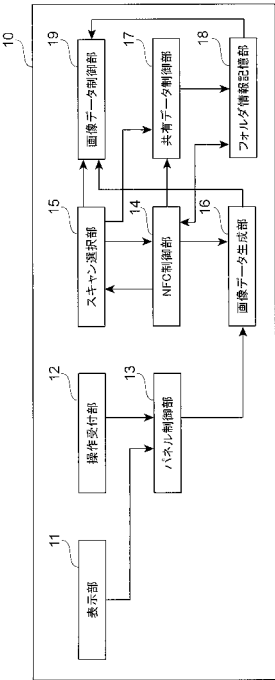 10
11
表示部
12
操作受付部
13
パネル制御部
15
スキャン選択部
14
NFC制御部
16
画像データ生成部
19
画像データ制御部
17
共有データ制御部
18
フォルダ情報記憶部